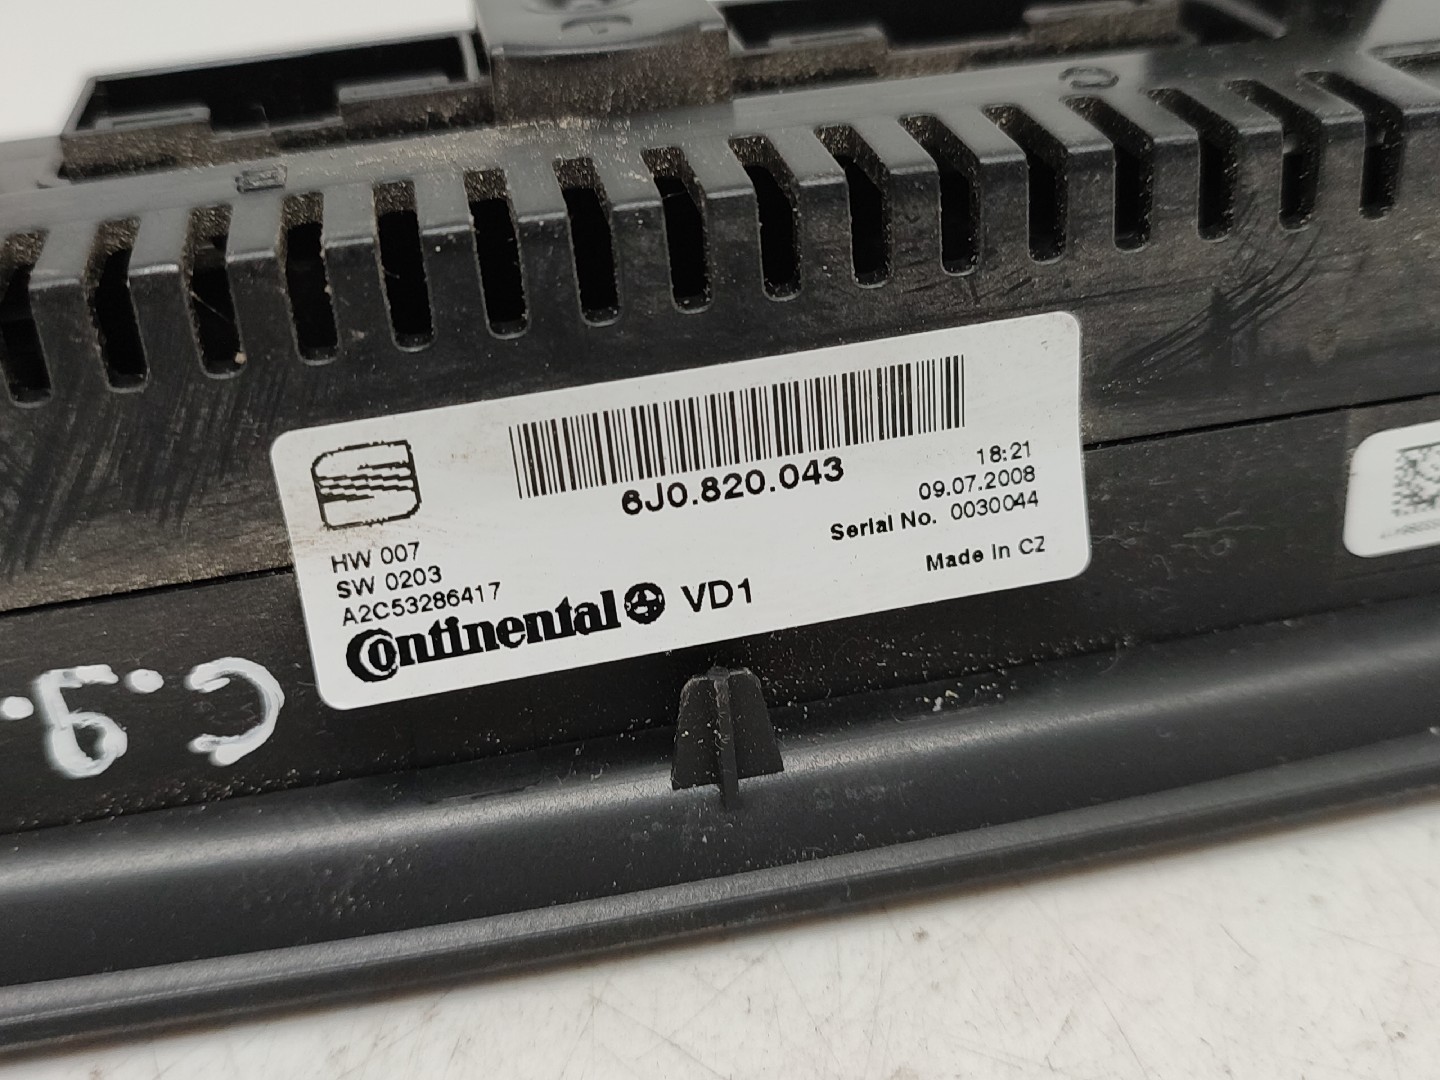 6J0.820.043
18:21
09.07.2008
Serial No. 0030044
Made in CZ
HW 007
SW 0203
A2C53286417
Continental VD1